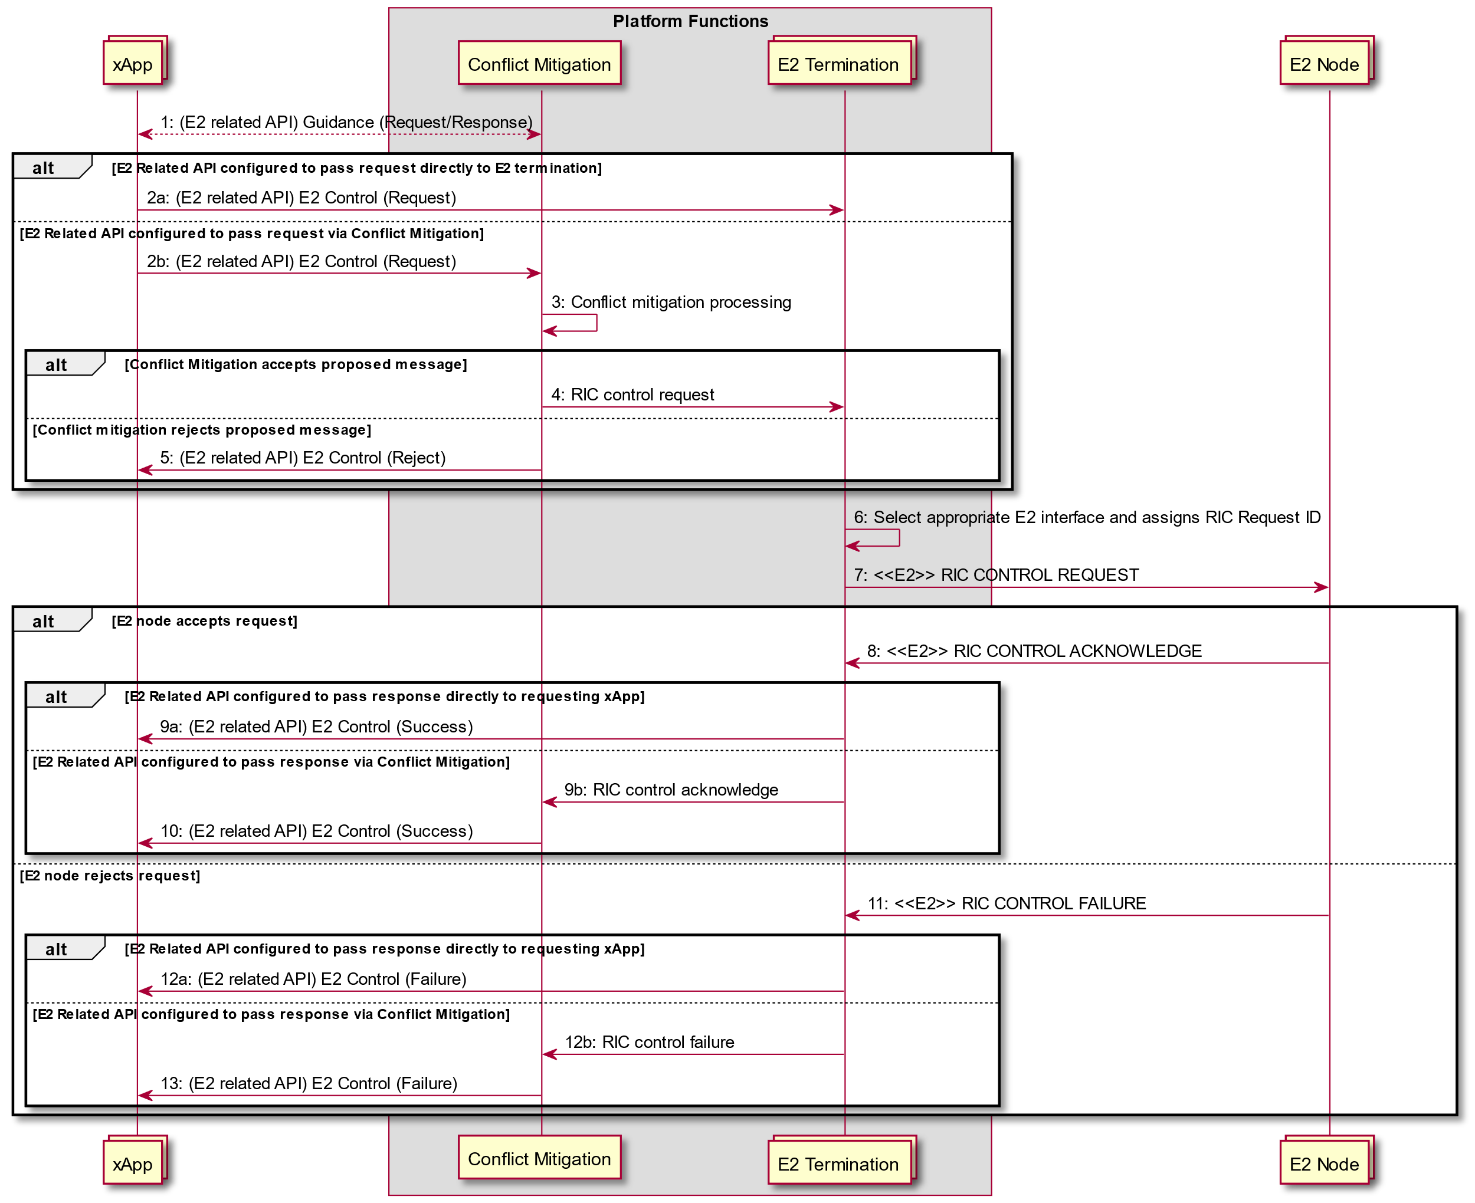 Platform Functions
xApp
Conflict Mitigation
E2 Termination
E2 Node
1: (E2 related API) Guidance (Request/Response)
alt [E2 Related API configured to pass request directly to E2 termination]
2a: (E2 related API) E2 Control (Request)
[E2 Related API configured to pass request via Conflict Mitigation]
2b: (E2 related API) E2 Control (Request)
3: Conflict mitigation processing
alt [Conflict Mitigation accepts proposed message]
4: RIC control request
[Conflict mitigation rejects proposed message]
5: (E2 related API) E2 Control (Reject)
6: Select appropriate E2 interface and assigns RIC Request ID
7: <<E2>> RIC CONTROL REQUEST
alt [E2 node accepts request]
8: <<E2>> RIC CONTROL ACKNOWLEDGE
alt [E2 Related API configured to pass response directly to requesting xApp]
9a: (E2 related API) E2 Control (Success)
[E2 Related API configured to pass response via Conflict Mitigation]
9b: RIC control acknowledge
10: (E2 related API) E2 Control (Success)
[E2 node rejects request]
11: <<E2>> RIC CONTROL FAILURE
alt [E2 Related API configured to pass response directly to requesting xApp]
12a: (E2 related API) E2 Control (Failure)
[E2 Related API configured to pass response via Conflict Mitigation]
12b: RIC control failure
13: (E2 related API) E2 Control (Failure)
xApp
Conflict Mitigation
E2 Termination
E2 Node